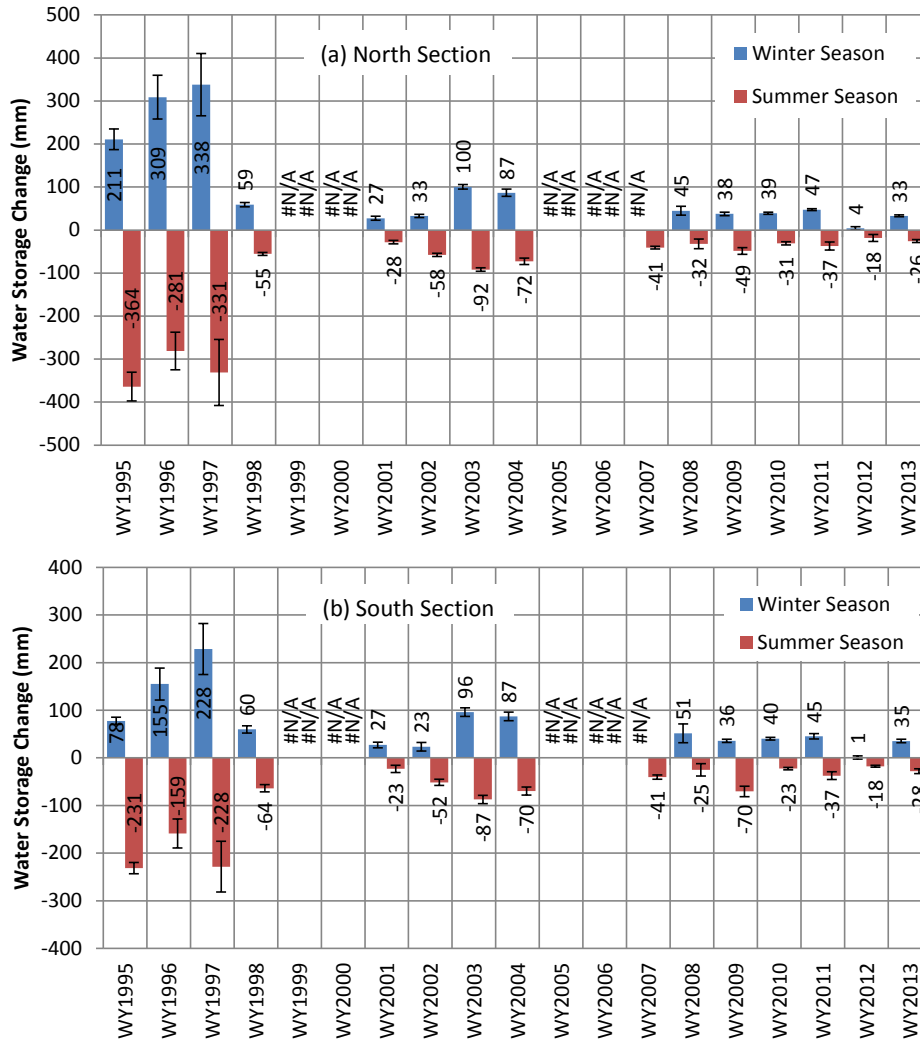 500
400
300
200
100
0
-100
-200
-300
-400
-500
Water Storage Change (mm)
(a) North Section
Winter Season
Summer Season
211
309
338
59
#N/A
#N/A
27
33
100
87
#N/A
#N/A
#N/A
45
38
39
47
4
33
-364
-281
-331
-55
#N/A
#N/A
-28
-58
-92
-72
#N/A
#N/A
-41
-32
-49
-31
-37
-18
-26
WY1995
WY1996
WY1997
WY1998
WY1999
WY2000
WY2001
WY2002
WY2003
WY2004
WY2005
WY2006
WY2007
WY2008
WY2009
WY2010
WY2011
WY2012
WY2013
400
300
200
100
0
-100
-200
-300
-400
Water Storage Change (mm)
(b) South Section
Winter Season
Summer Season
78
155
228
60
#N/A
#N/A
27
23
96
87
#N/A
#N/A
#N/A
51
36
40
45
1
35
-231
-159
-228
-64
#N/A
#N/A
-23
-52
-87
-70
#N/A
#N/A
-41
-25
-70
-23
-37
-18
-28
WY1995
WY1996
WY1997
WY1998
WY1999
WY2000
WY2001
WY2002
WY2003
WY2004
WY2005
WY2006
WY2007
WY2008
WY2009
WY2010
WY2011
WY2012
WY2013